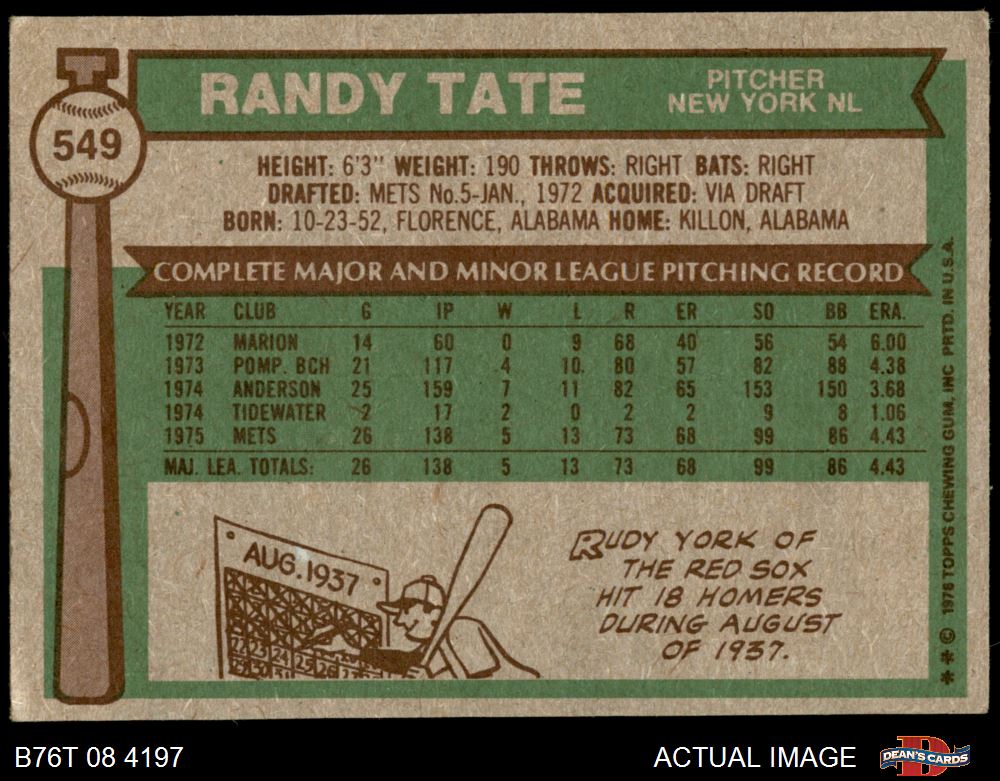 549
RANDY TATE
PITCHER
NEW YORK NL
HEIGHT: 6'3" WEIGHT: 190 THROWS: RIGHT BATS: RIGHT
DRAFTED: METS No.5-JAN., 1972 ACQUIRED: VIA DRAFT
BORN: 10-23-52, FLORENCE, ALABAMA HOME: KILLON, ALABAMA
COMPLETE MAJOR AND MINOR LEAGUE PITCHING RECORD
YEAR CLUB G IP W L R ER SO BB ERA.
1972 MARION 14 60 0 9 68 40 56 54 6.00
1973 POMP. BCH 21 117 4 10 80 57 82 88 4.38
1974 ANDERSON 25 159 7 11 82 65 153 150 3.68
1974 TIDEWATER 2 17 2 0 2 2 9 8 1.06
1975 METS 26 138 5 13 73 68 99 86 4.43
MAJ. LEA. TOTALS: 26 138 5 13 73 68 99 86 4.43
AUG. 1937
22 23 24 25 26
RUDY YORK OF
THE RED SOX
HIT 18 HOMERS
DURING AUGUST
OF 1937.
** © 1976 TOPPS CHEWING GUM, INC PRTD. IN U.S.A.
B76T 08 4197
ACTUAL IMAGE
DEAN'S CARDS